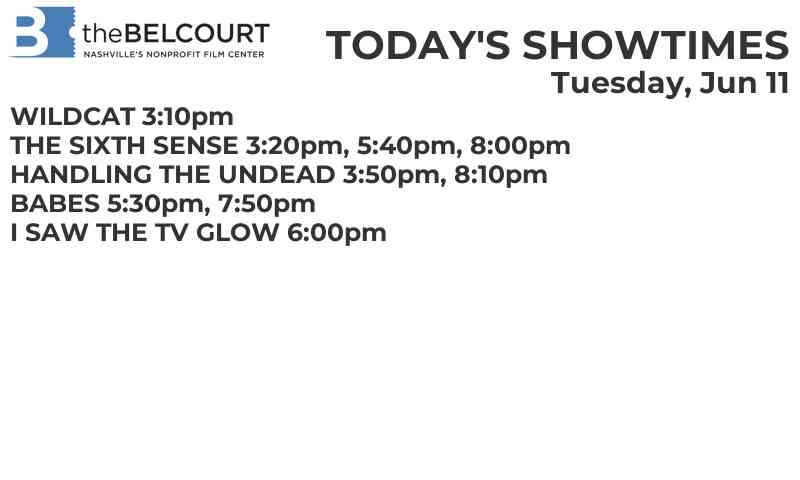 B theBELCOURT
NASHVILLE'S NONPROFIT FILM CENTER
TODAY'S SHOWTIMES
Tuesday, Jun 11
WILDCAT 3:10pm
THE SIXTH SENSE 3:20pm, 5:40pm, 8:00pm
HANDLING THE UNDEAD 3:50pm, 8:10pm
BABES 5:30pm, 7:50pm
I SAW THE TV GLOW 6:00pm